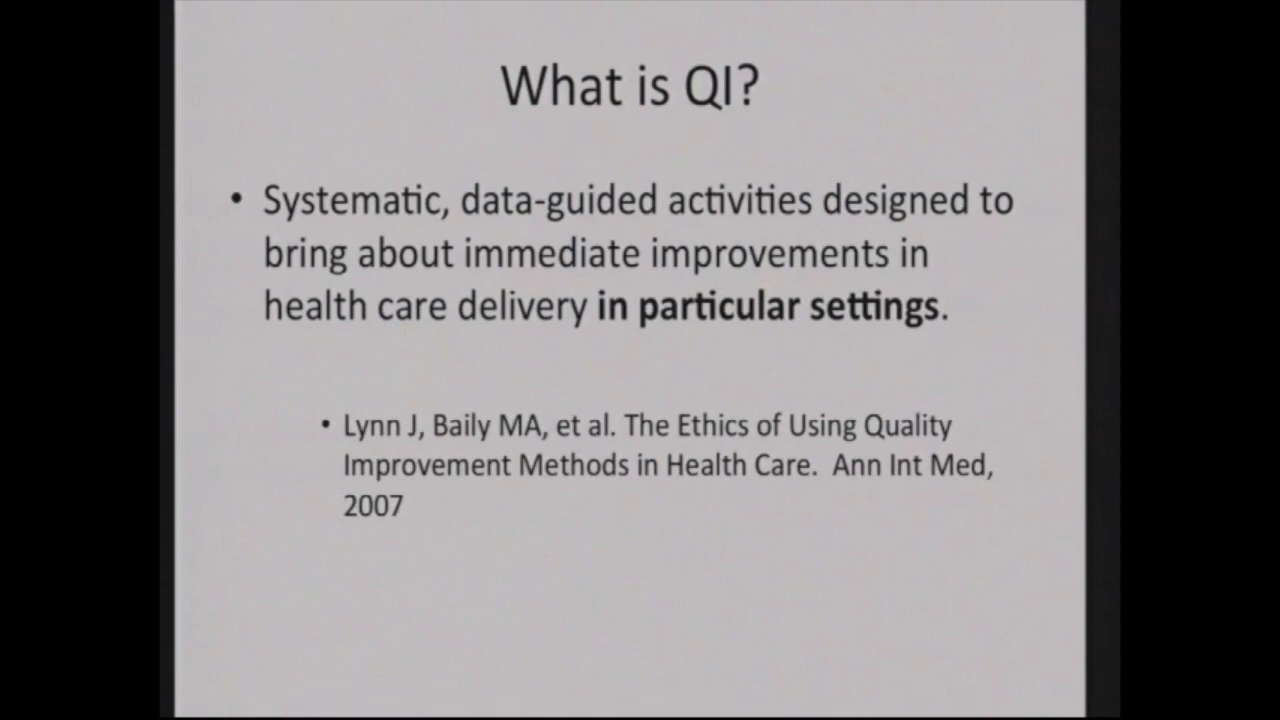 What is QI?
• Systematic, data-guided activities designed to
bring about immediate improvements in
health care delivery in particular settings.
• Lynn J, Baily MA, et al. The Ethics of Using Quality
Improvement Methods in Health Care.  Ann Int Med,
2007